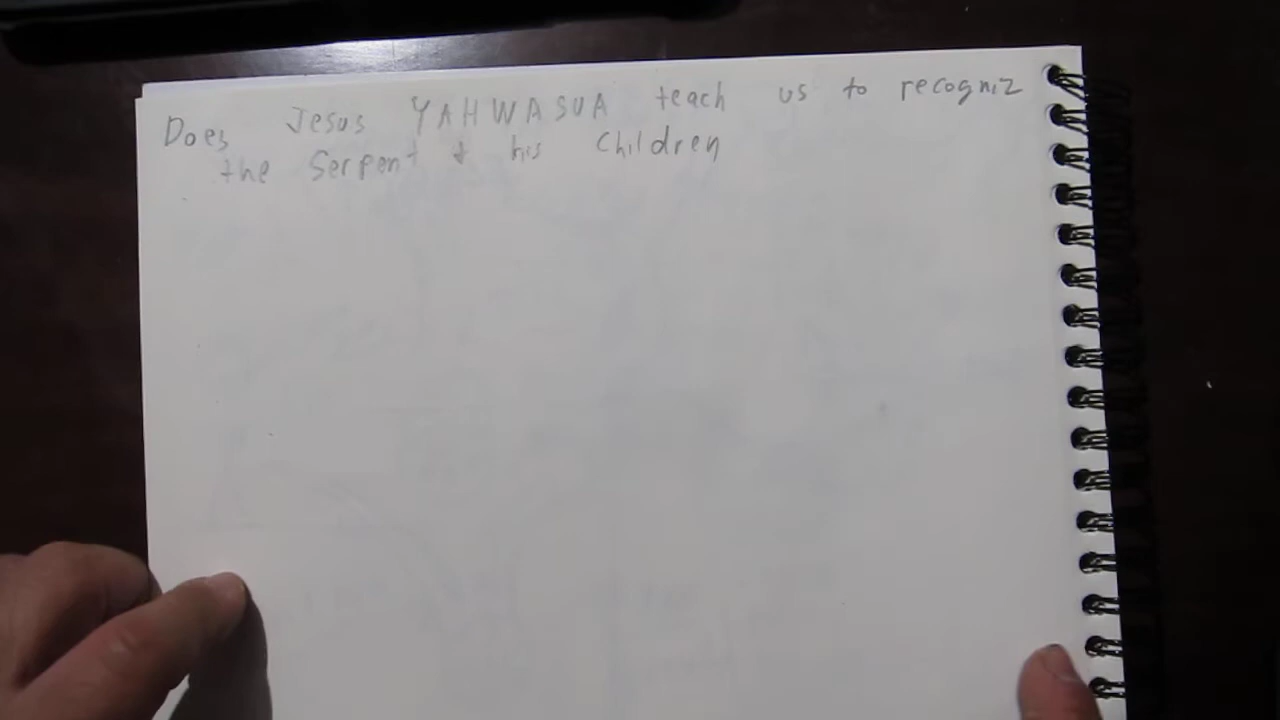 Does Jesus YAHWASUA teach us to recogniz
the Serpent + his Children